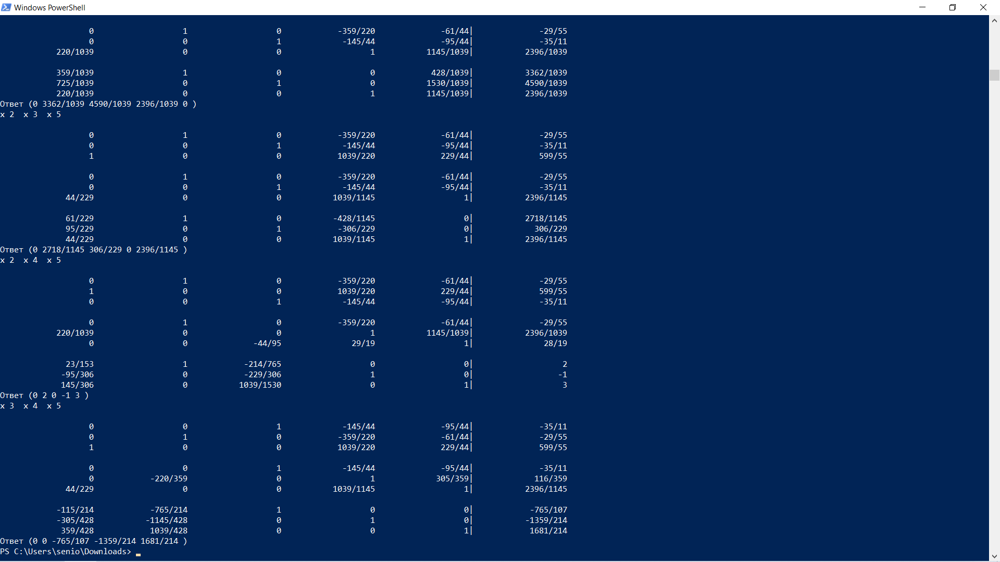 Windows PowerShell
0 1 0 -359/220 -61/44| -29/55
0 0 1 -145/44 -95/44| -35/11
220/1039 0 0 1 1145/1039| 2396/1039
359/1039 1 0 0 428/1039| 3362/1039
725/1039 0 1 0 1530/1039| 4590/1039
220/1039 0 0 1 1145/1039| 2396/1039
Ответ (0 3362/1039 4590/1039 2396/1039 0 )
x 2  x 3  x 5
0 1 0 -359/220 -61/44| -29/55
0 0 1 -145/44 -95/44| -35/11
1 0 0 1039/220 229/44| 599/55
0 1 0 -359/220 -61/44| -29/55
0 0 1 -145/44 -95/44| -35/11
44/229 0 0 1039/1145 1| 2396/1145
61/229 1 0 -428/1145 0| 2718/1145
95/229 0 1 -306/229 0| 306/229
44/229 0 0 1039/1145 1| 2396/1145
Ответ (0 2718/1145 306/229 0 2396/1145 )
x 2  x 4  x 5
0 1 0 -359/220 -61/44| -29/55
1 0 0 1039/220 229/44| 599/55
0 0 1 -145/44 -95/44| -35/11
0 1 0 -359/220 -61/44| -29/55
220/1039 0 0 1 1145/1039| 2396/1039
0 0 -44/95 29/19 1| 28/19
23/153 1 -214/765 0 0| 2
-95/306 0 -229/306 1 0| -1
145/306 0 1039/1530 0 1| 3
Ответ (0 2 0 -1 3 )
x 3  x 4  x 5
0 0 1 -145/44 -95/44| -35/11
0 1 0 -359/220 -61/44| -29/55
1 0 0 1039/220 229/44| 599/55
0 0 1 -145/44 -95/44| -35/11
0 -220/359 0 1 305/359| 116/359
44/229 0 0 1039/1145 1| 2396/1145
-115/214 -765/214 1 0 0| -765/107
-305/428 -1145/428 0 1 0| -1359/214
359/428 1039/428 0 0 1| 1681/214
Ответ (0 0 -765/107 -1359/214 1681/214 )
PS C:\Users\senio\Downloads>